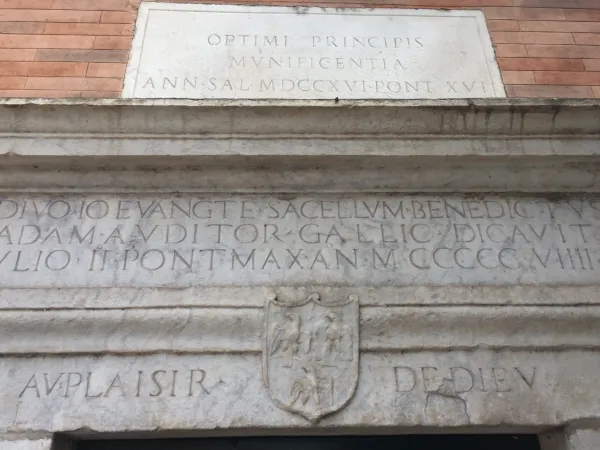 OPTIMI PRINCIPIS
MVNIFICENTIA
ANN·SAL·MDCCXVI·PONT·XVI
DIVO·IO EVANGTE·SACELLVM·BENEDICTVS
ADAM·AVDITOR·GALLIC·DICAVIT
VLIO·II·PONT MAX AN M CCCCC VIIII
AV·PLAISIR· DE DIEV